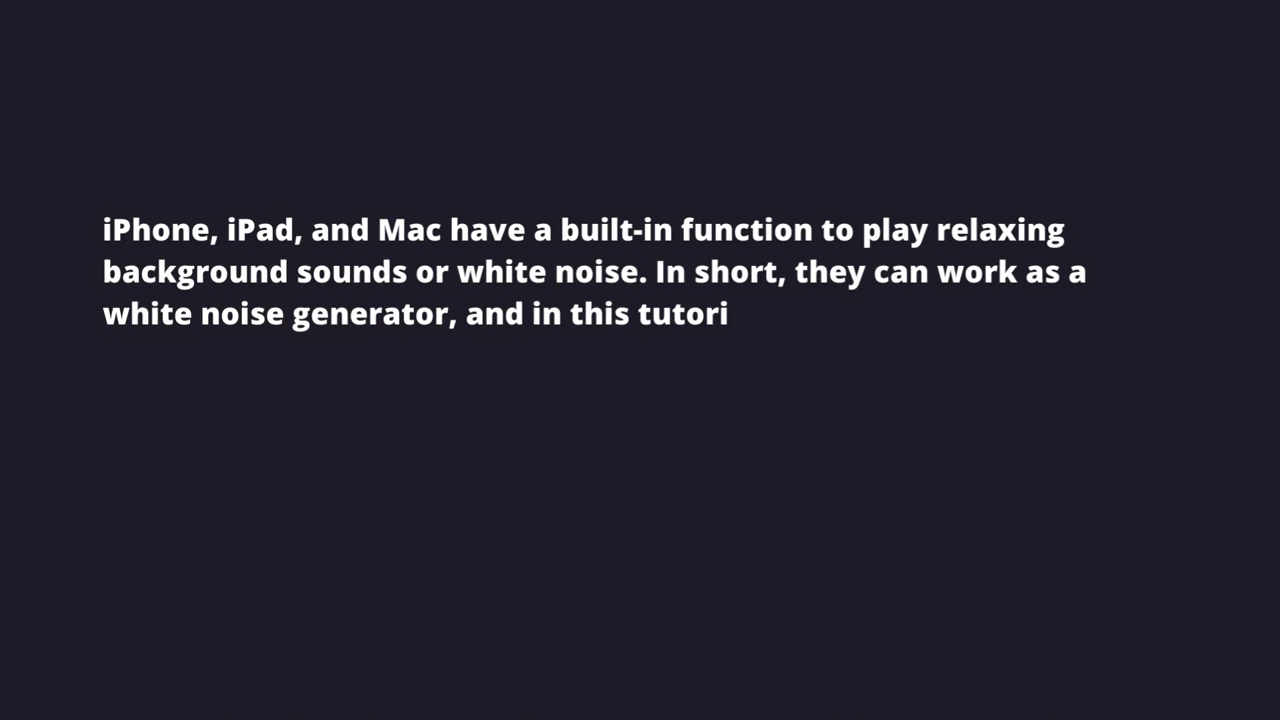 iPhone, iPad, and Mac have a built-in function to play relaxing
background sounds or white noise. In short, they can work as a
white noise generator, and in this tutori